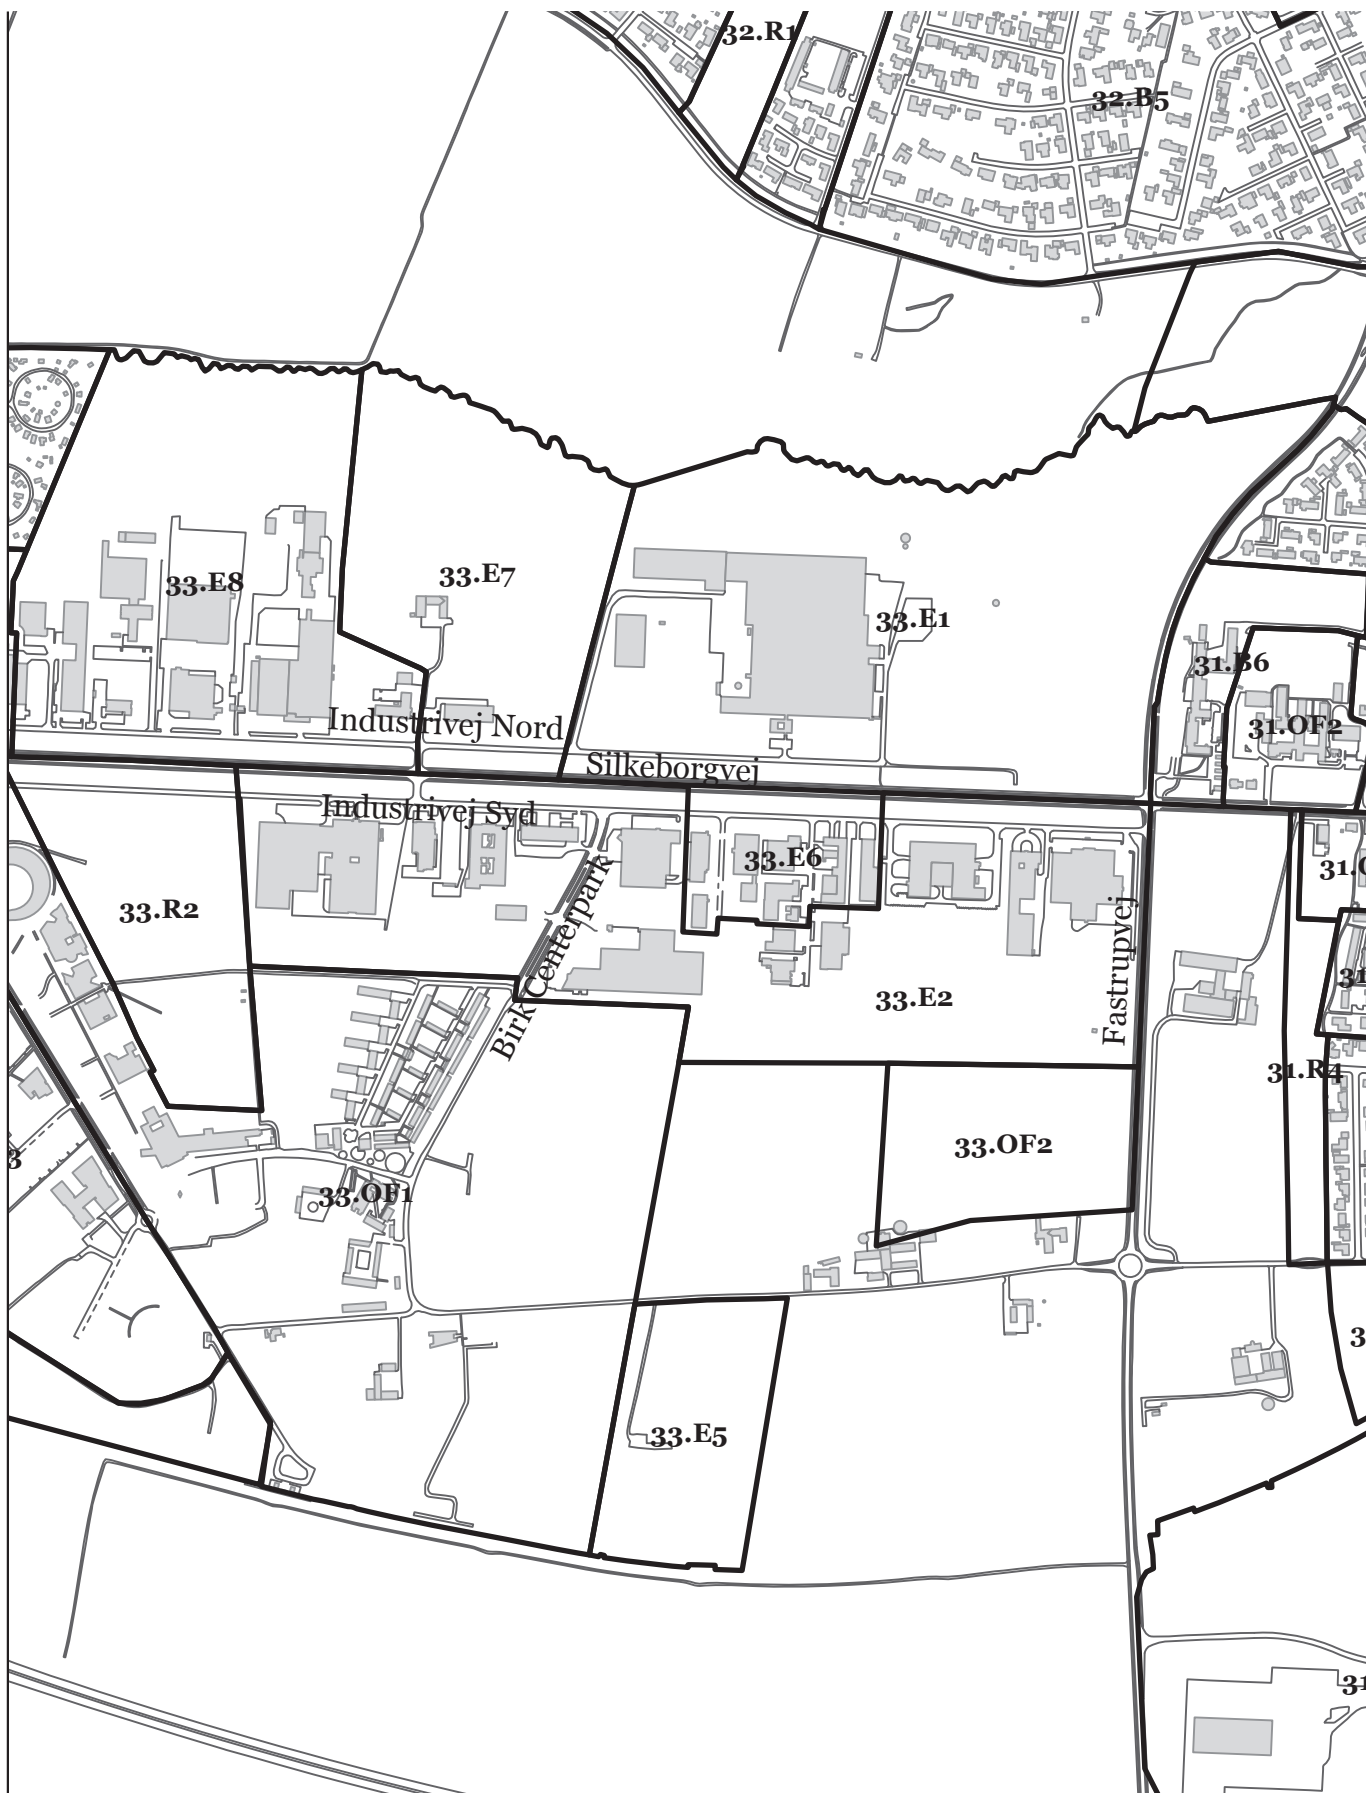 32.R1
32.B5
33.E7
33.E8
33.E1
31.B6
Industrivej Nord
31.OF2
Silkeborgvej
Industrivej Syd
33.E6
33.R2
Birk Centerpark
Fastrupvej
33.E2
31.R4
33.OF2
33.OF1
33.E5